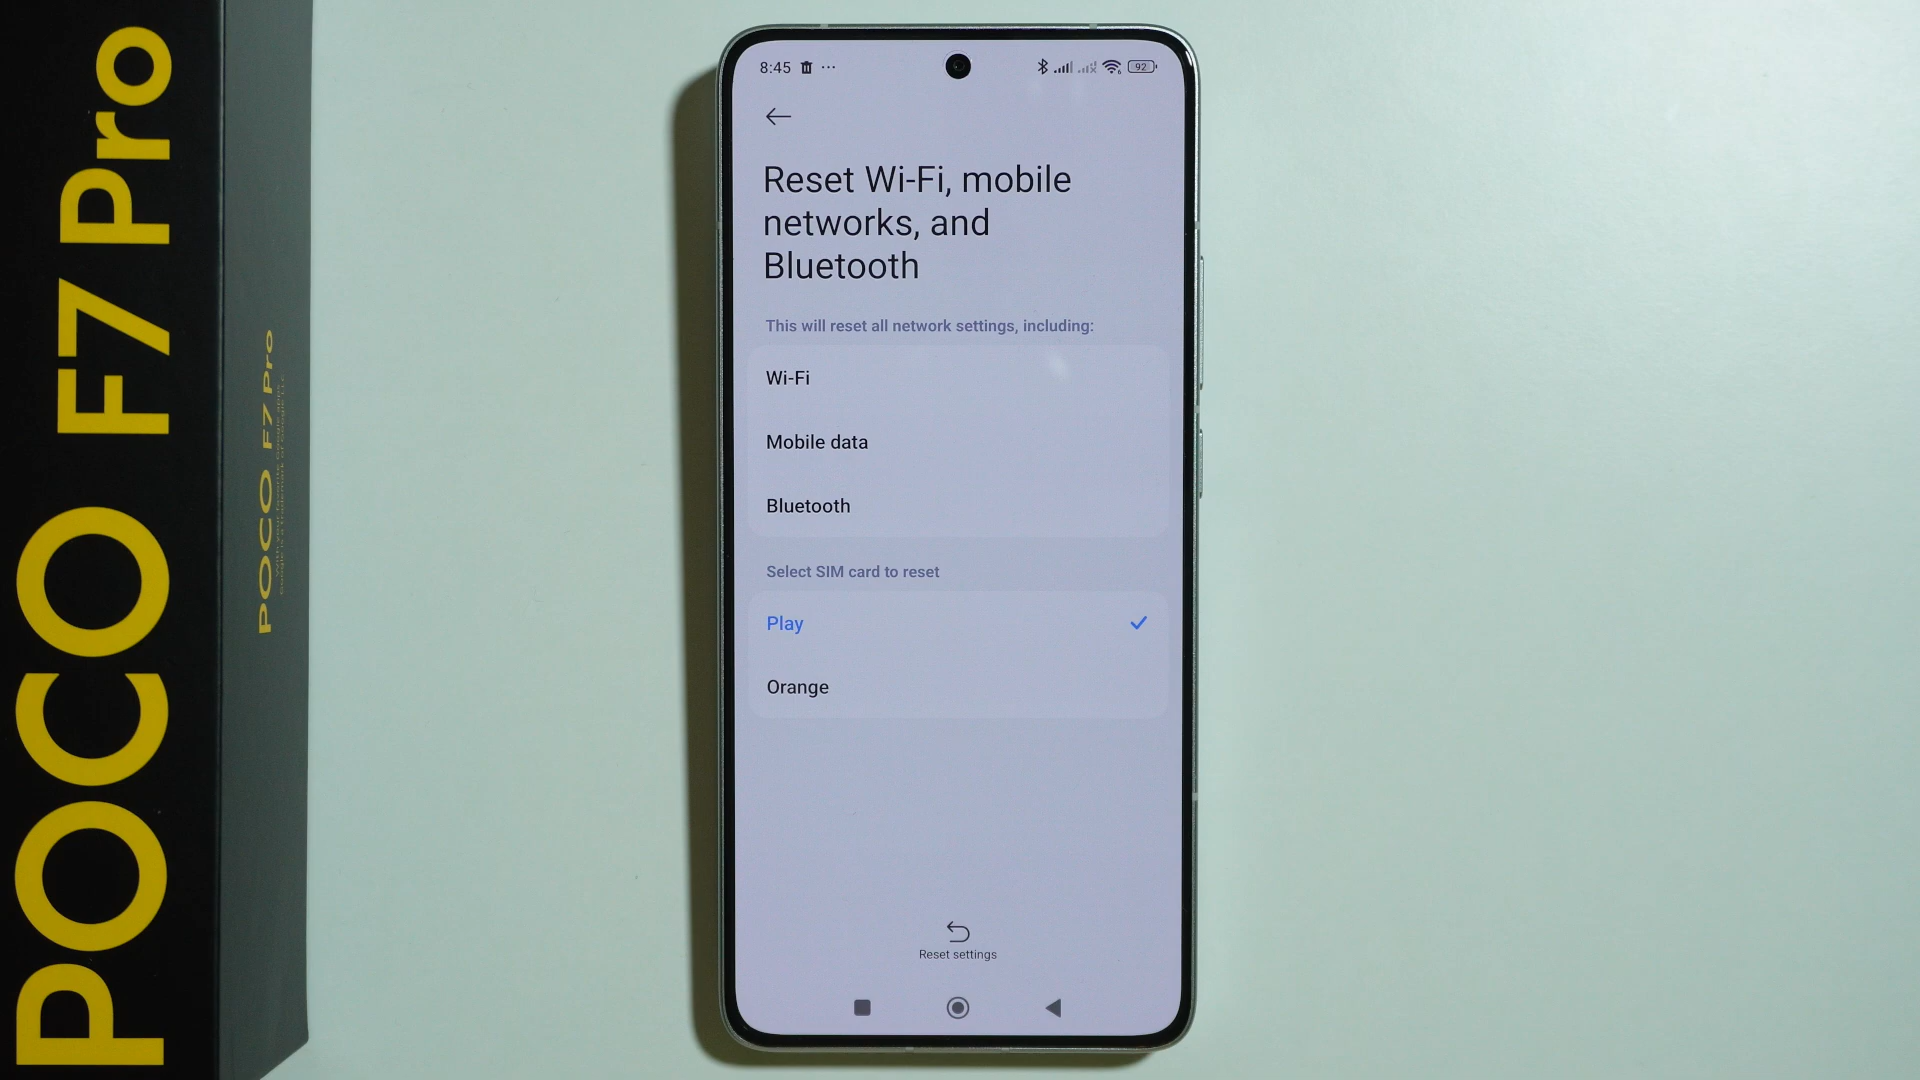 POCO F7 Pro
POCO F7 Pro
8:45
92
Reset Wi-Fi, mobile
networks, and
Bluetooth
This will reset all network settings, including:
Wi-Fi
Mobile data
Bluetooth
Select SIM card to reset
Play
Orange
Reset settings